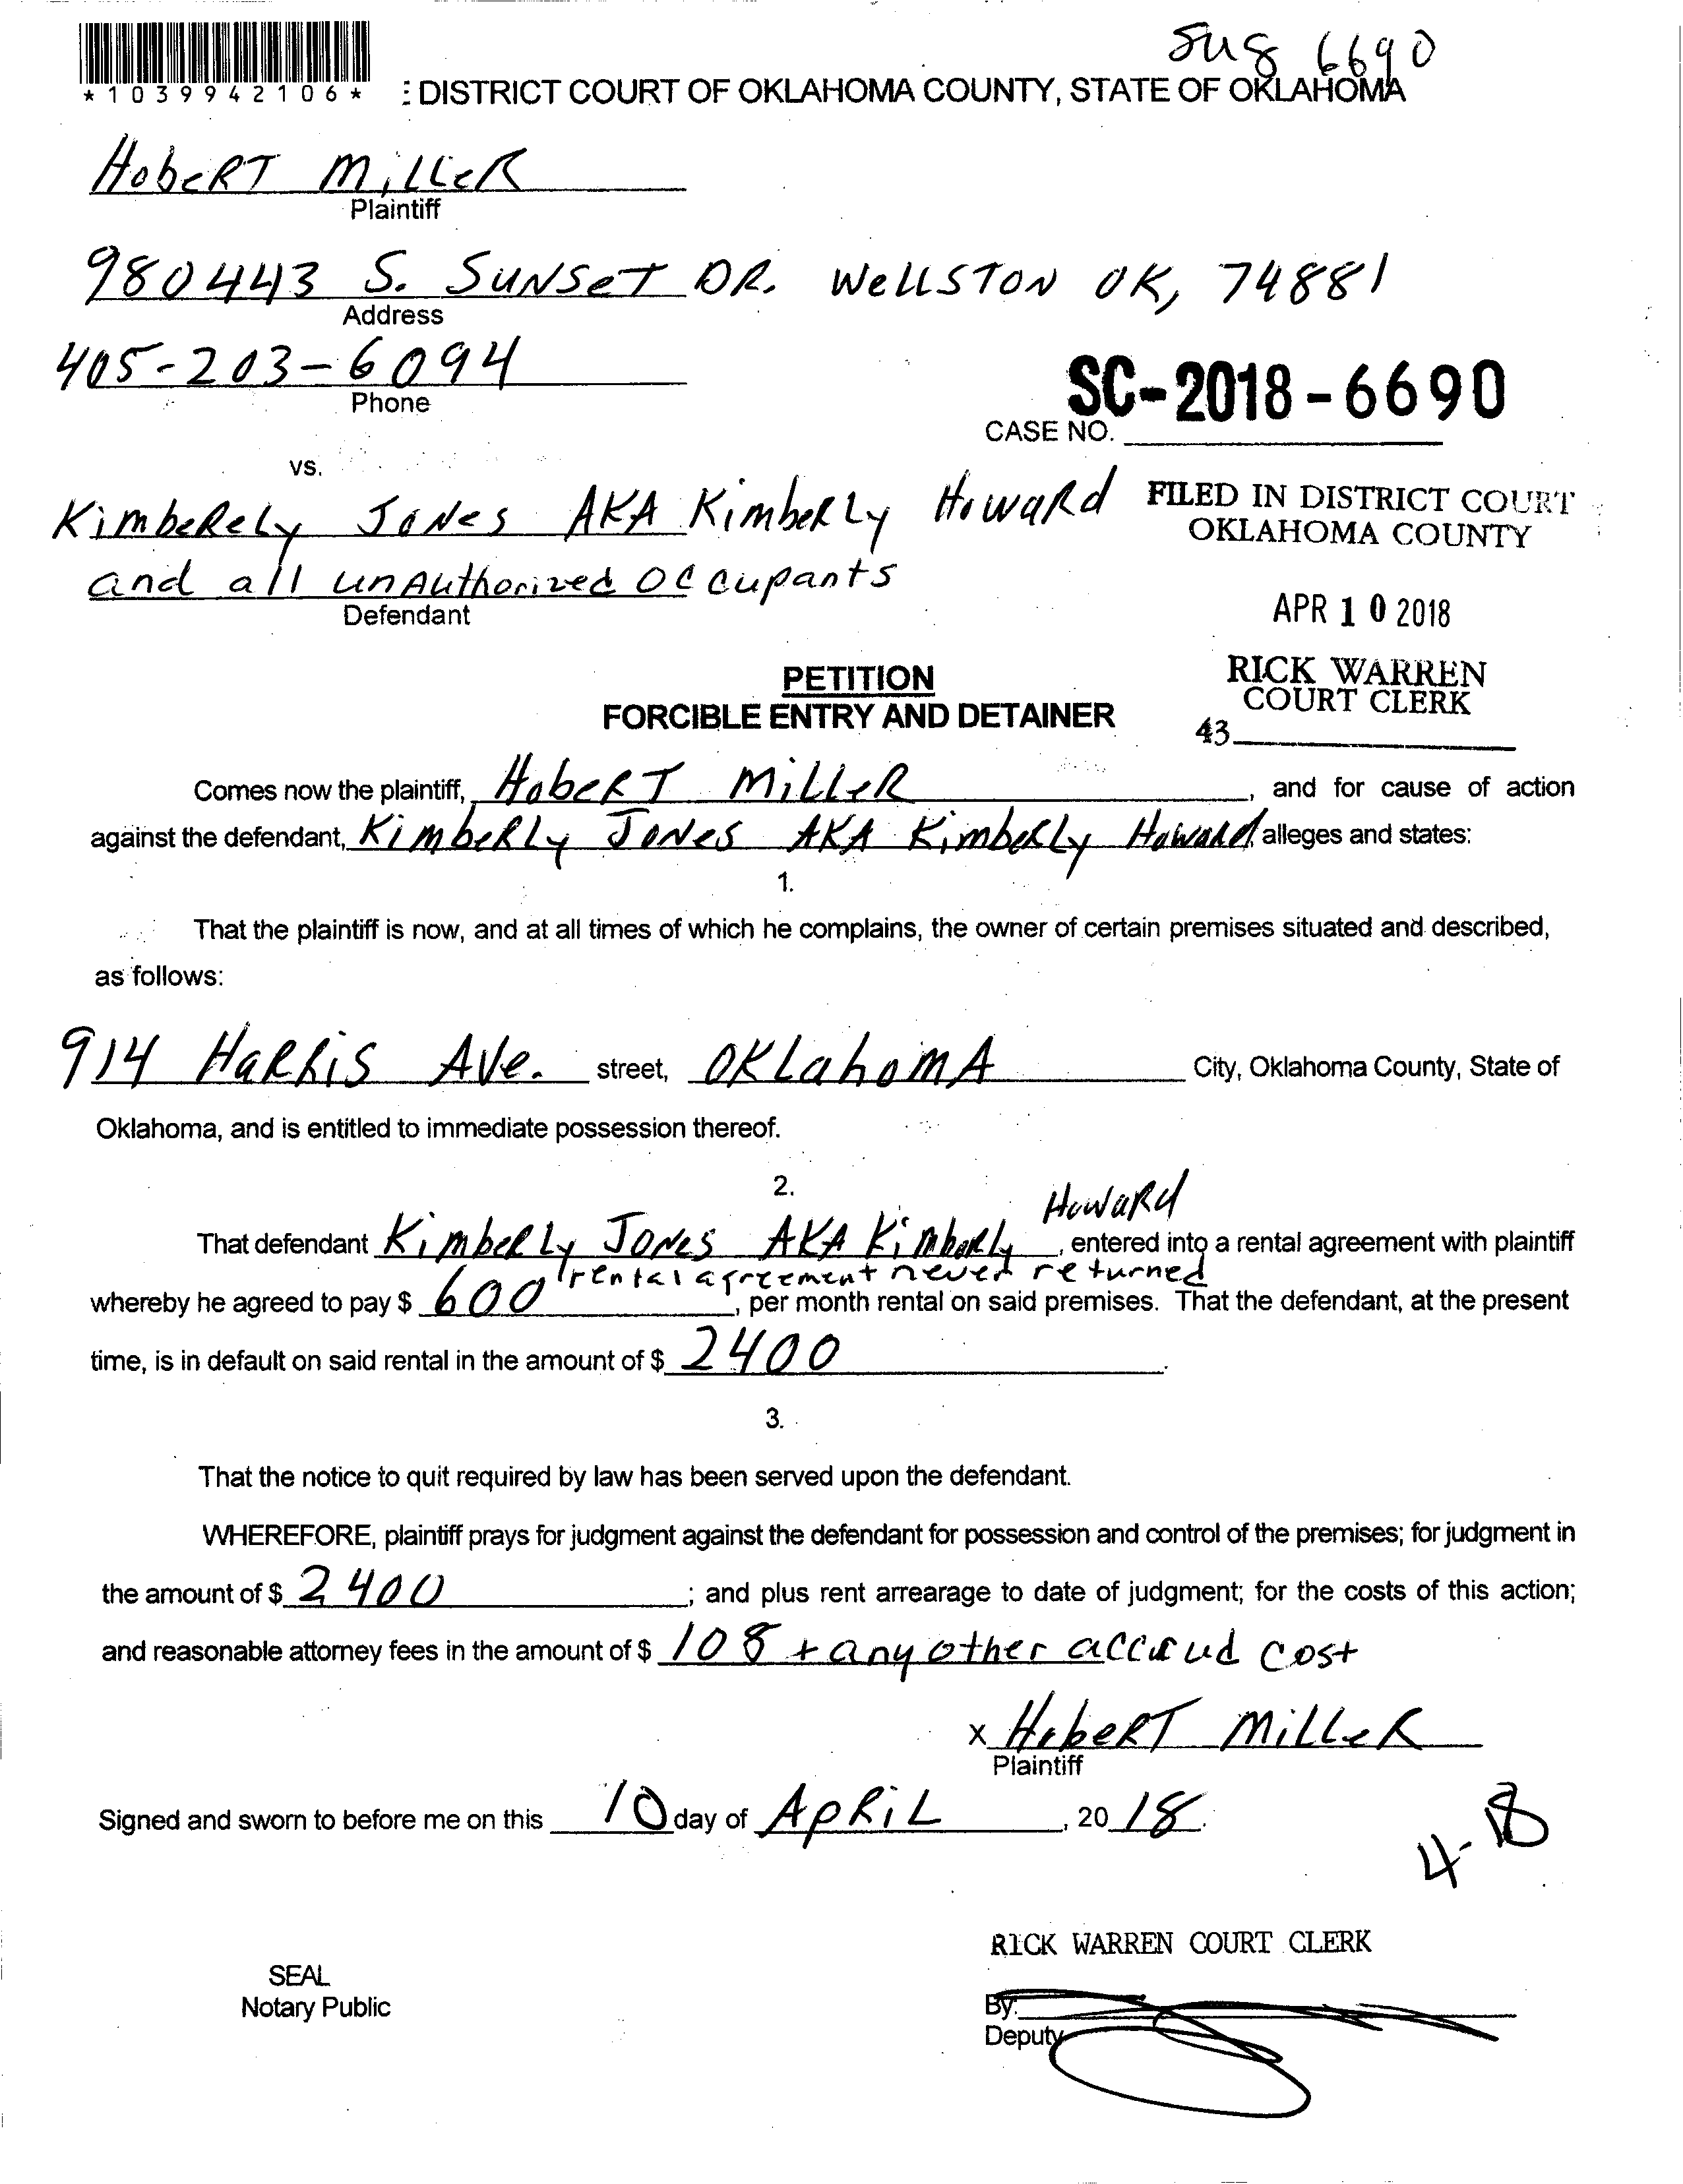 Sug 6690
*1039942106* : DISTRICT COURT OF OKLAHOMA COUNTY, STATE OF OKLAHOMA
HobeRT MiLLeR
Plaintiff
980443 S. SUNSeT DR. WeLLSTON OK, 74881
Address
405-203-6094
Phone
SC-2018-6690
CASE NO.
vs.
KimbeRely JoNes AKA KimbeRLy HowaRd
and all unAuthorized Occupants
Defendant
FILED IN DISTRICT COURT
OKLAHOMA COUNTY
APR 10 2018
RICK WARREN
COURT CLERK
43
PETITION
FORCIBLE ENTRY AND DETAINER
Comes now the plaintiff, HobeRT MiLLeR, and for cause of action
against the defendant, KimbeRLy JoNes AKA KimbeRLy HowaRd alleges and states:
1.
That the plaintiff is now, and at all times of which he complains, the owner of certain premises situated and described,
as follows:
914 HaRRiS AVe. street, OKLahomA City, Oklahoma County, State of
Oklahoma, and is entitled to immediate possession thereof.
2.
HowaRd
That defendant KimbeRLy JoNes AKA KimbeRLy, entered into a rental agreement with plaintiff
rental agreement never returned
whereby he agreed to pay $ 600, per month rental on said premises. That the defendant, at the present
time, is in default on said rental in the amount of $ 2400.
3.
That the notice to quit required by law has been served upon the defendant.
WHEREFORE, plaintiff prays for judgment against the defendant for possession and control of the premises; for judgment in
the amount of $ 2400; and plus rent arrearage to date of judgment; for the costs of this action;
and reasonable attorney fees in the amount of $ 108 + any other accrud cost
x HobeRT MiLLeR
Plaintiff
Signed and sworn to before me on this 10 day of ApRiL, 20 18.
4-18
RICK WARREN COURT CLERK
SEAL
Notary Public
By:
Deputy